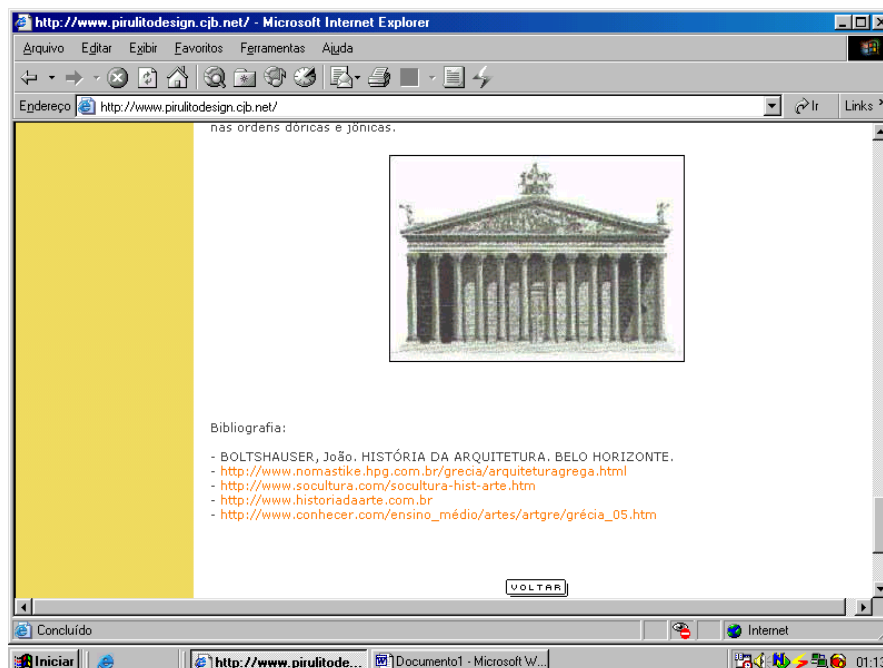 http://www.pirulitodesign.cjb.net/ - Microsoft Internet Explorer
Arquivo Editar Exibir Favoritos Ferramentas Ajuda
Endereço http://www.pirulitodesign.cjb.net/ Ir Links
nas ordens dóricas e jônicas.
Bibliografia:
- BOLTSHAUSER, João. HISTÓRIA DA ARQUITETURA. BELO HORIZONTE.
- http://www.nomastike.hpg.com.br/grecia/arquiteturagrega.html
- http://www.socultura.com/socultura-hist-arte.htm
- http://www.historiadaarte.com.br
- http://www.conhecer.com/ensino_médio/artes/artgre/grécia_05.htm
VOLTAR
Concluído Internet
Iniciar http://www.pirulitode... Documento1 - Microsoft W...